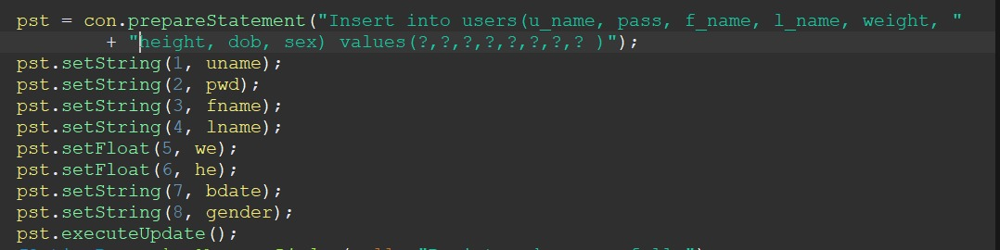 pst = con.prepareStatement("Insert into users(u_name, pass, f_name, l_name, weight, "
+ "height, dob, sex) values(?,?,?,?,?,?,?,? )");
pst.setString(1, uname);
pst.setString(2, pwd);
pst.setString(3, fname);
pst.setString(4, lname);
pst.setFloat(5, we);
pst.setFloat(6, he);
pst.setString(7, bdate);
pst.setString(8, gender);
pst.executeUpdate();